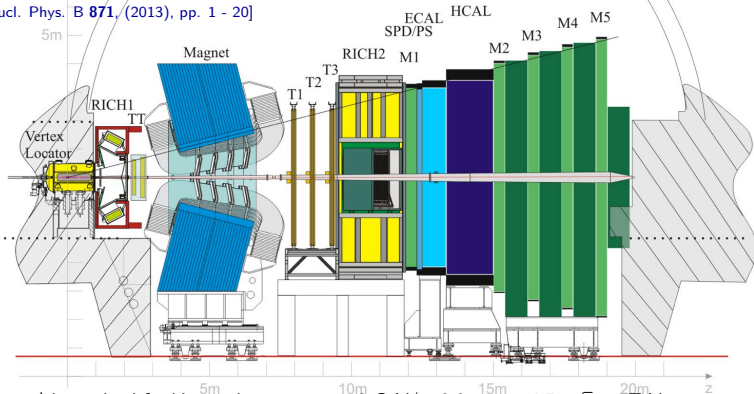 ucl. Phys. B 871, (2013), pp. 1 - 20]
5m
Magnet
RICH1
TT
Vertex
Locator
T1
T2
T3
RICH2
SPD/PS
M1
ECAL
HCAL
M2
M3
M4
M5
5m
10m
15m
20m
z